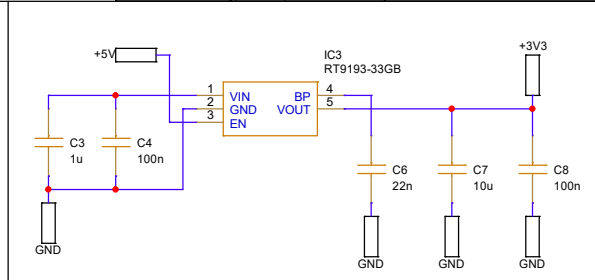 +5V
IC3
RT9193-33GB
+3V3
1
VIN
BP
4
2
GND
VOUT
5
3
EN
C3
1u
C4
100n
C6
22n
C7
10u
C8
100n
GND
GND
GND
GND